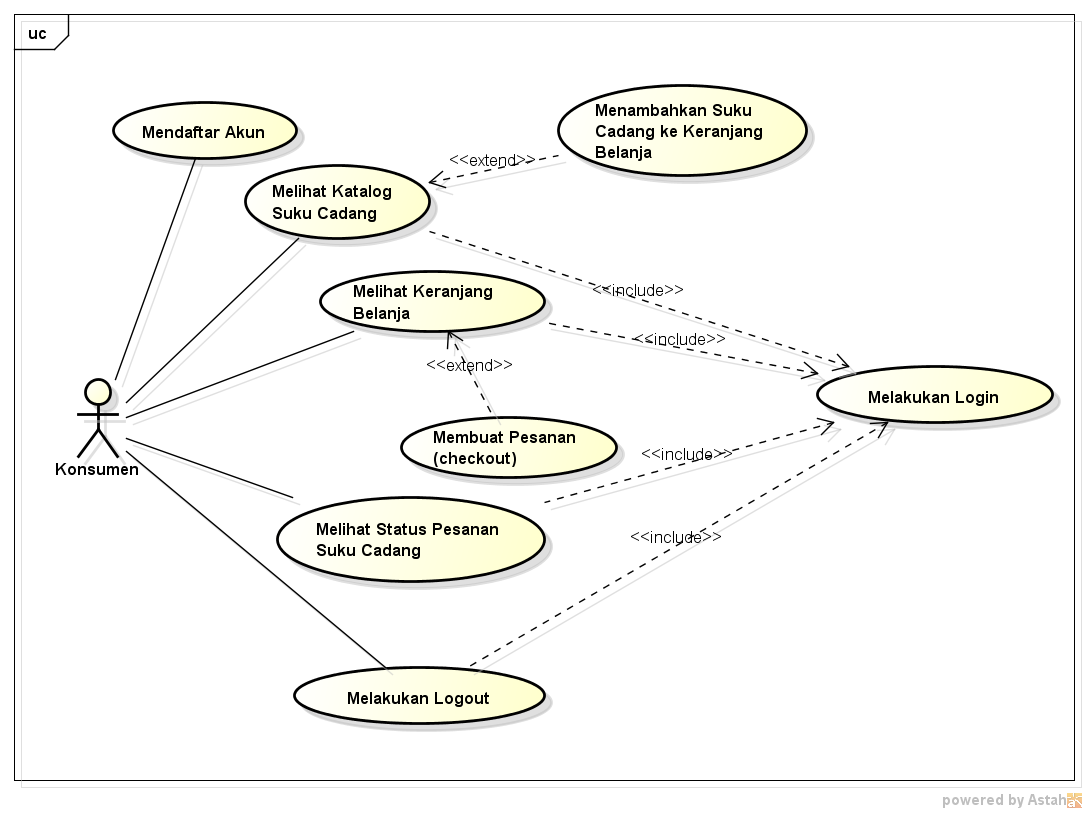 uc
Menambahkan Suku
Cadang ke Keranjang
Belanja
Mendaftar Akun
<<extend>>
Melihat Katalog
Suku Cadang
<<include>>
Melihat Keranjang
Belanja
<<include>>
<<extend>>
Melakukan Login
Membuat Pesanan
(checkout)
<<include>>
Konsumen
Melihat Status Pesanan
Suku Cadang
<<include>>
Melakukan Logout
powered by Astah